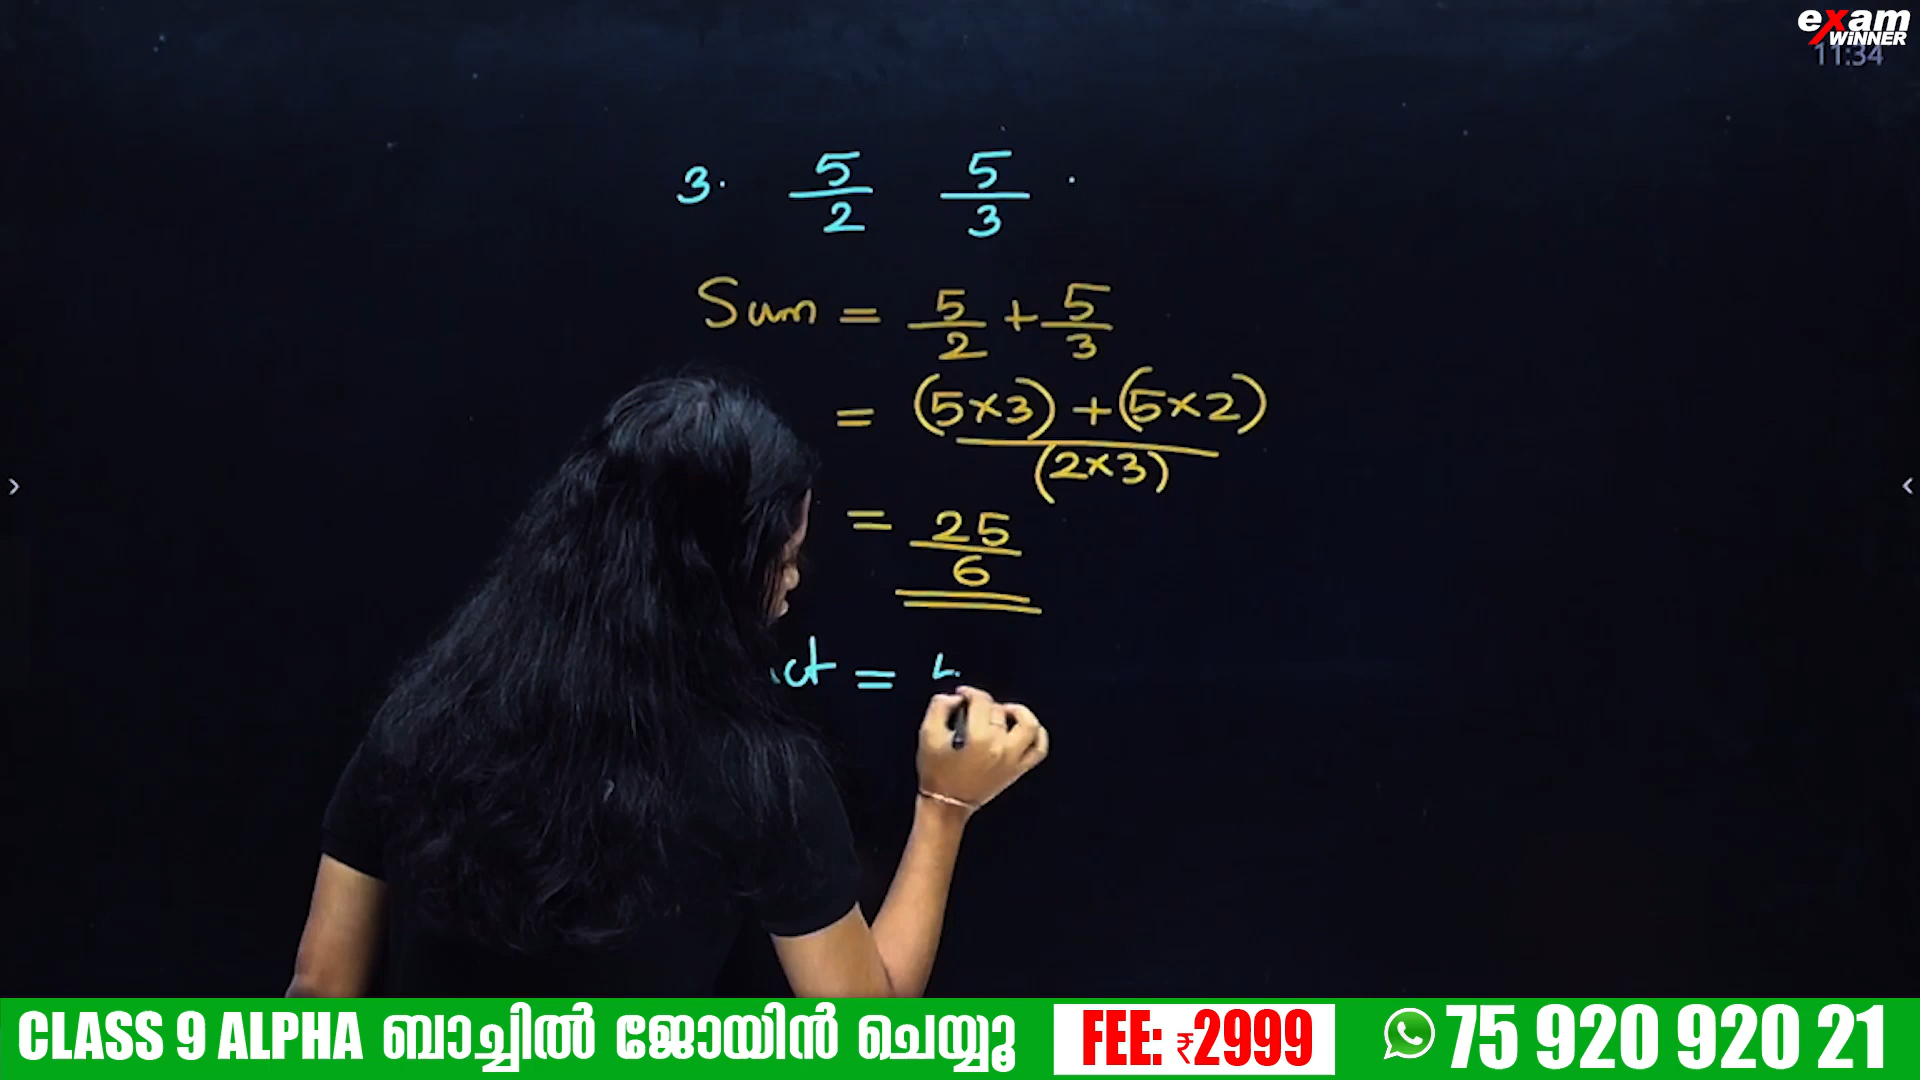 exam
WiNNER
11:34
3. 5/2 5/3
Sum = 5/2 + 5/3
= (5×3) + (5×2) / (2×3)
= 25/6
ct =
CLASS 9 ALPHA ബാച്ചിൽ ജോയിൻ ചെയ്യൂ FEE: ₹2999 75 920 920 21